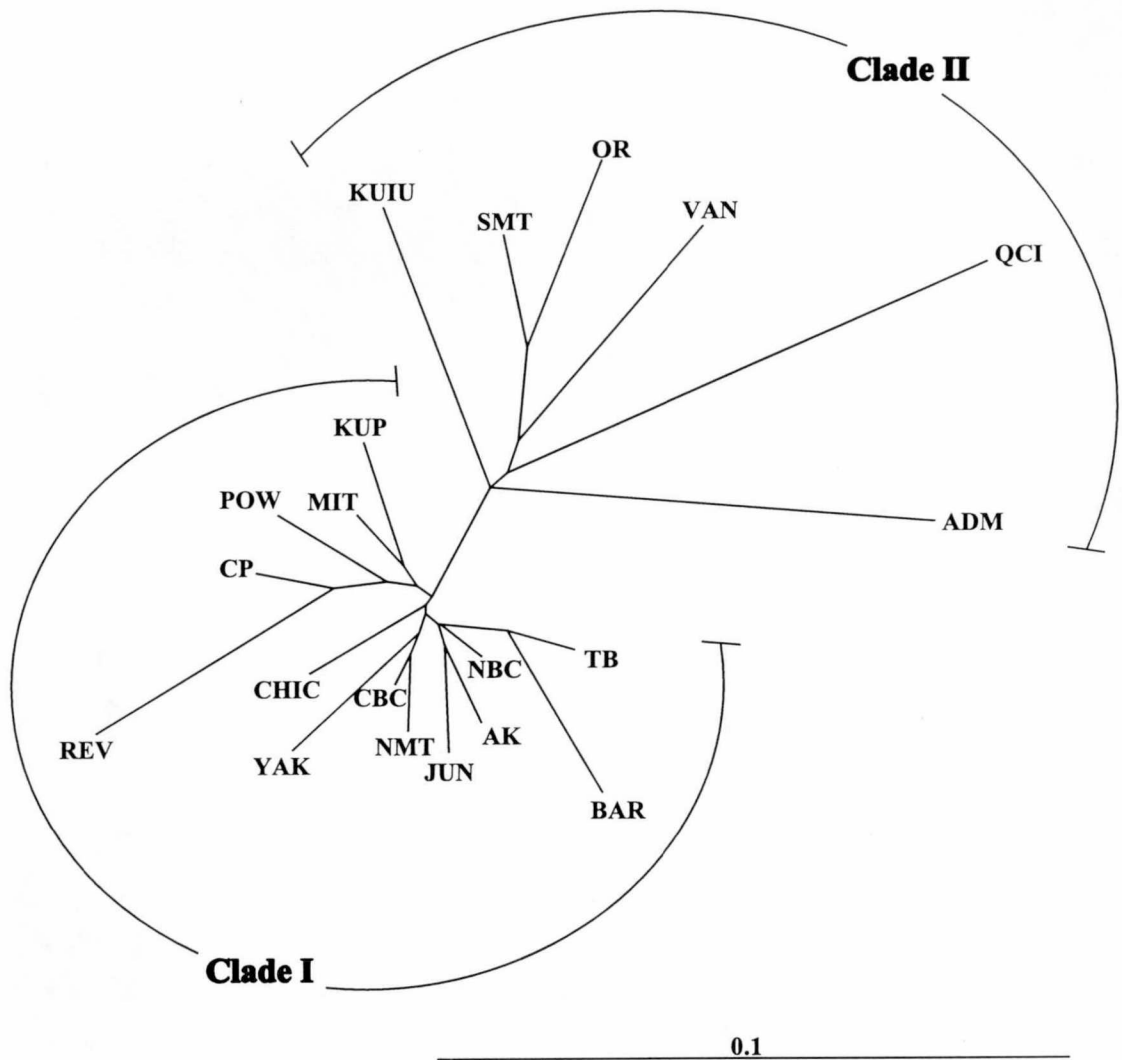 Clade II
OR
KUIU
SMT
VAN
QCI
KUP
POW
MIT
ADM
CP
TB
NBC
CHIC
CBC
REV
YAK
NMT
AK
JUN
BAR
Clade I
0.1